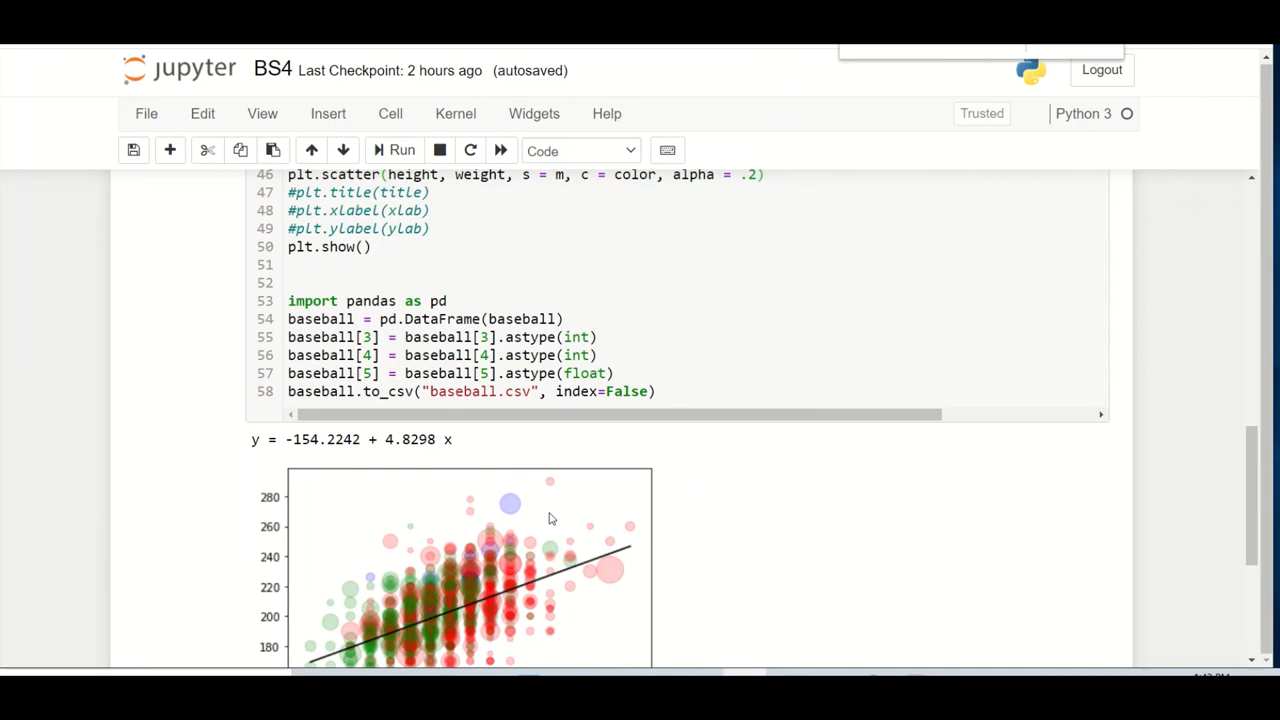 jupyter BS4 Last Checkpoint: 2 hours ago (autosaved)
Logout
File Edit View Insert Cell Kernel Widgets Help
Trusted
Python 3
Run
Code
46 plt.scatter(height, weight, s = m, c = color, alpha = .2)
47 #plt.title(title)
48 #plt.xlabel(xlab)
49 #plt.ylabel(ylab)
50 plt.show()
51
52
53 import pandas as pd
54 baseball = pd.DataFrame(baseball)
55 baseball[3] = baseball[3].astype(int)
56 baseball[4] = baseball[4].astype(int)
57 baseball[5] = baseball[5].astype(float)
58 baseball.to_csv("baseball.csv", index=False)
y = -154.2242 + 4.8298 x
280
260
240
220
200
180